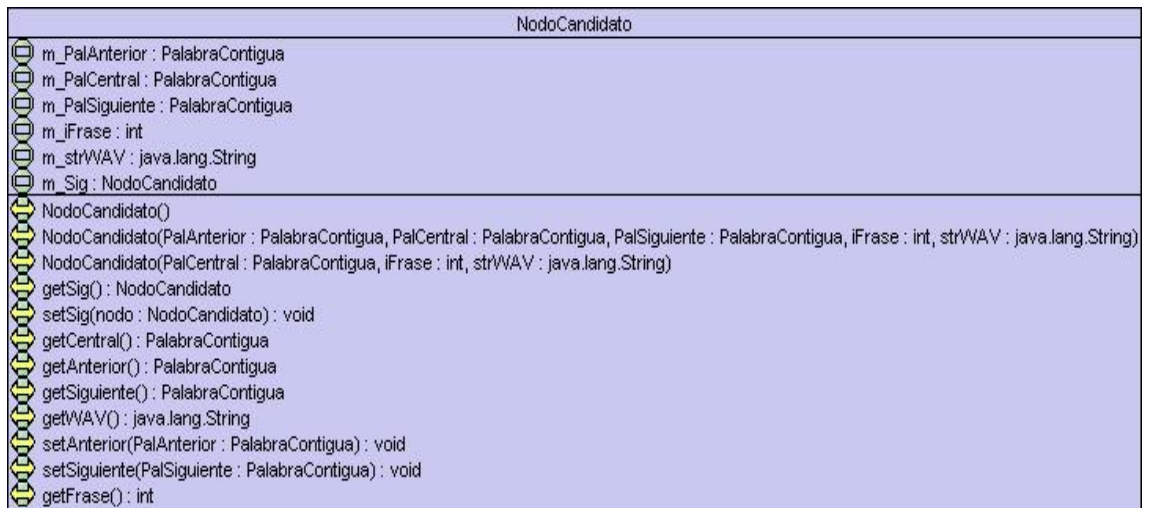 NodoCandidato
m_PalAnterior : PalabraContigua
m_PalCentral : PalabraContigua
m_PalSiguiente : PalabraContigua
m_iFrase : int
m_strWAV : java.lang.String
m_Sig : NodoCandidato
NodoCandidato()
NodoCandidato(PalAnterior : PalabraContigua, PalCentral : PalabraContigua, PalSiguiente : PalabraContigua, iFrase : int, strWAV : java.lang.String)
NodoCandidato(PalCentral : PalabraContigua, iFrase : int, strWAV : java.lang.String)
getSig() : NodoCandidato
setSig(nodo : NodoCandidato) : void
getCentral() : PalabraContigua
getAnterior() : PalabraContigua
getSiguiente() : PalabraContigua
getWAV() : java.lang.String
setAnterior(PalAnterior : PalabraContigua) : void
setSiguiente(PalSiguiente : PalabraContigua) : void
getFrase() : int